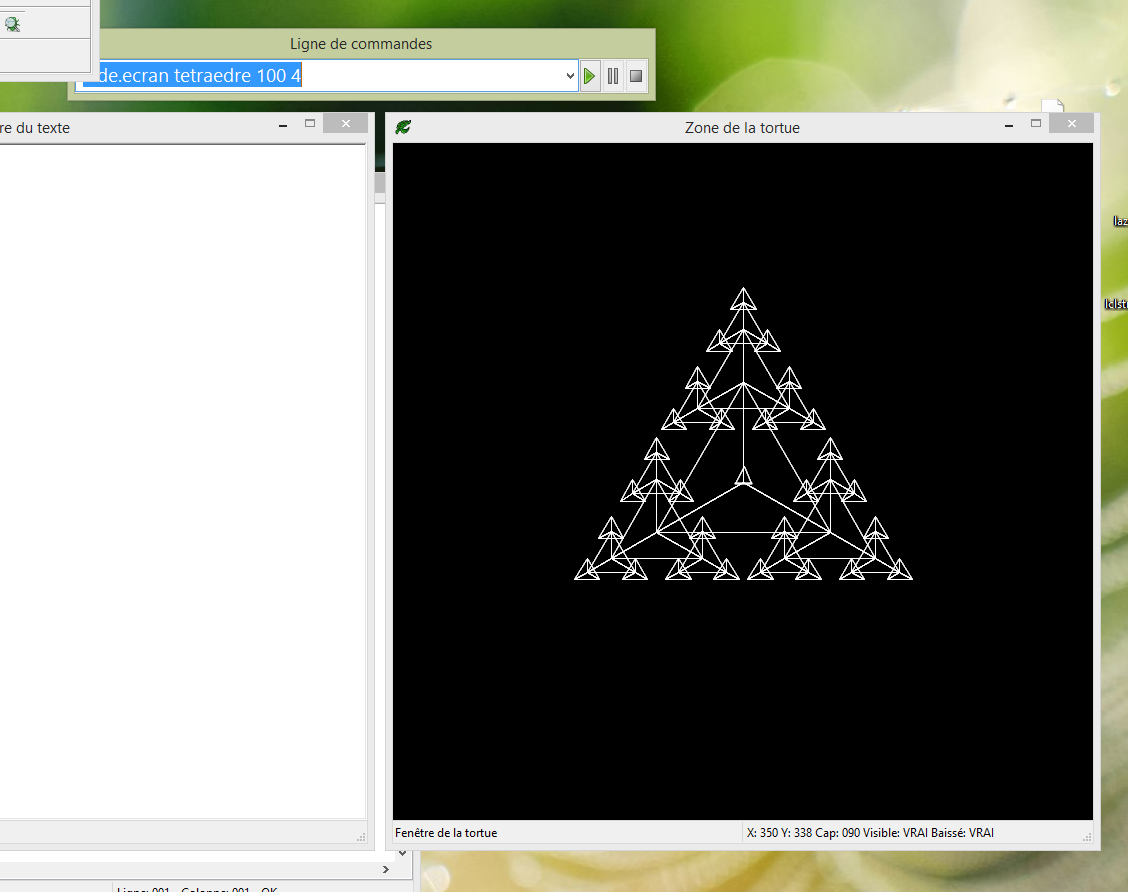 Ligne de commandes
de.ecran tetraedre 100 4
re du texte
Zone de la tortue
laz
lclstr
Fenêtre de la tortue
X: 350 Y: 338 Cap: 090 Visible: VRAI Baissé: VRAI
Ligne: 001 - Colonne: 001 - OK